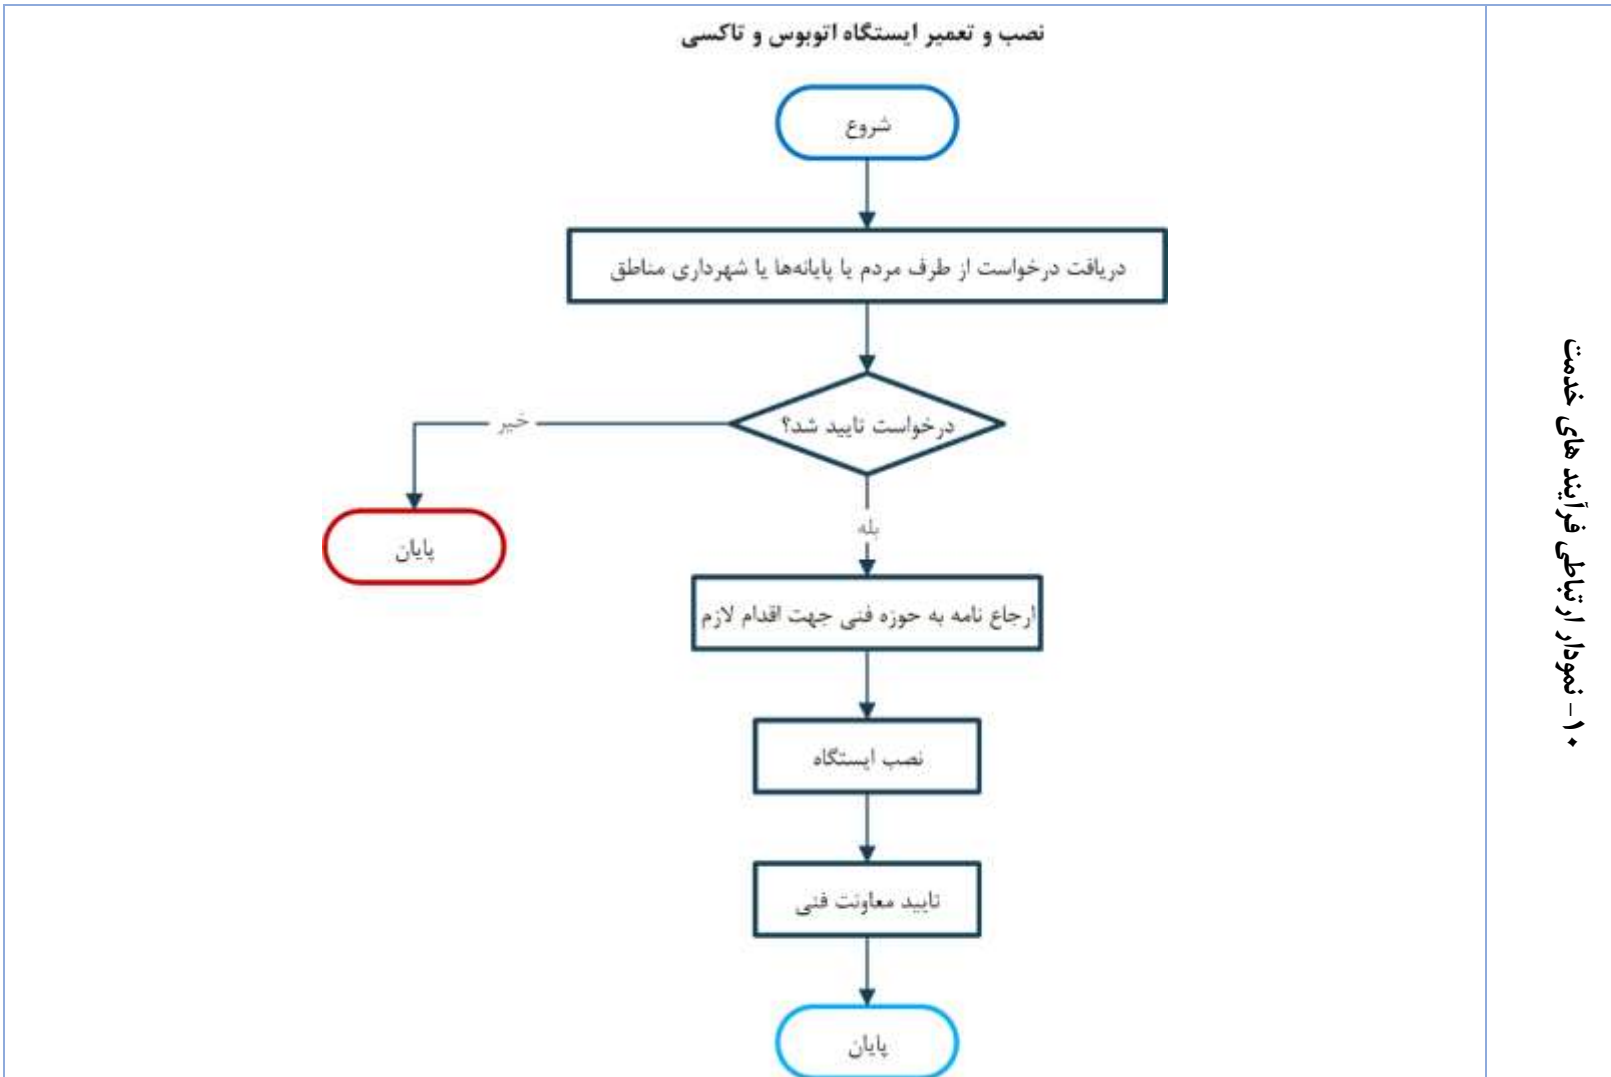 نصب و تعمیر ایستگاه اتوبوس و تاکسی
شروع
دریافت درخواست از طرف مردم یا پایانه‌ها یا شهرداری مناطق
درخواست تایید شد؟
خیر
بله
پایان
ارجاع نامه به حوزه فنی جهت اقدام لازم
نصب ایستگاه
تایید معاونت فنی
پایان
۱۰- نمودار ارتباطی فرآیند های خدمت